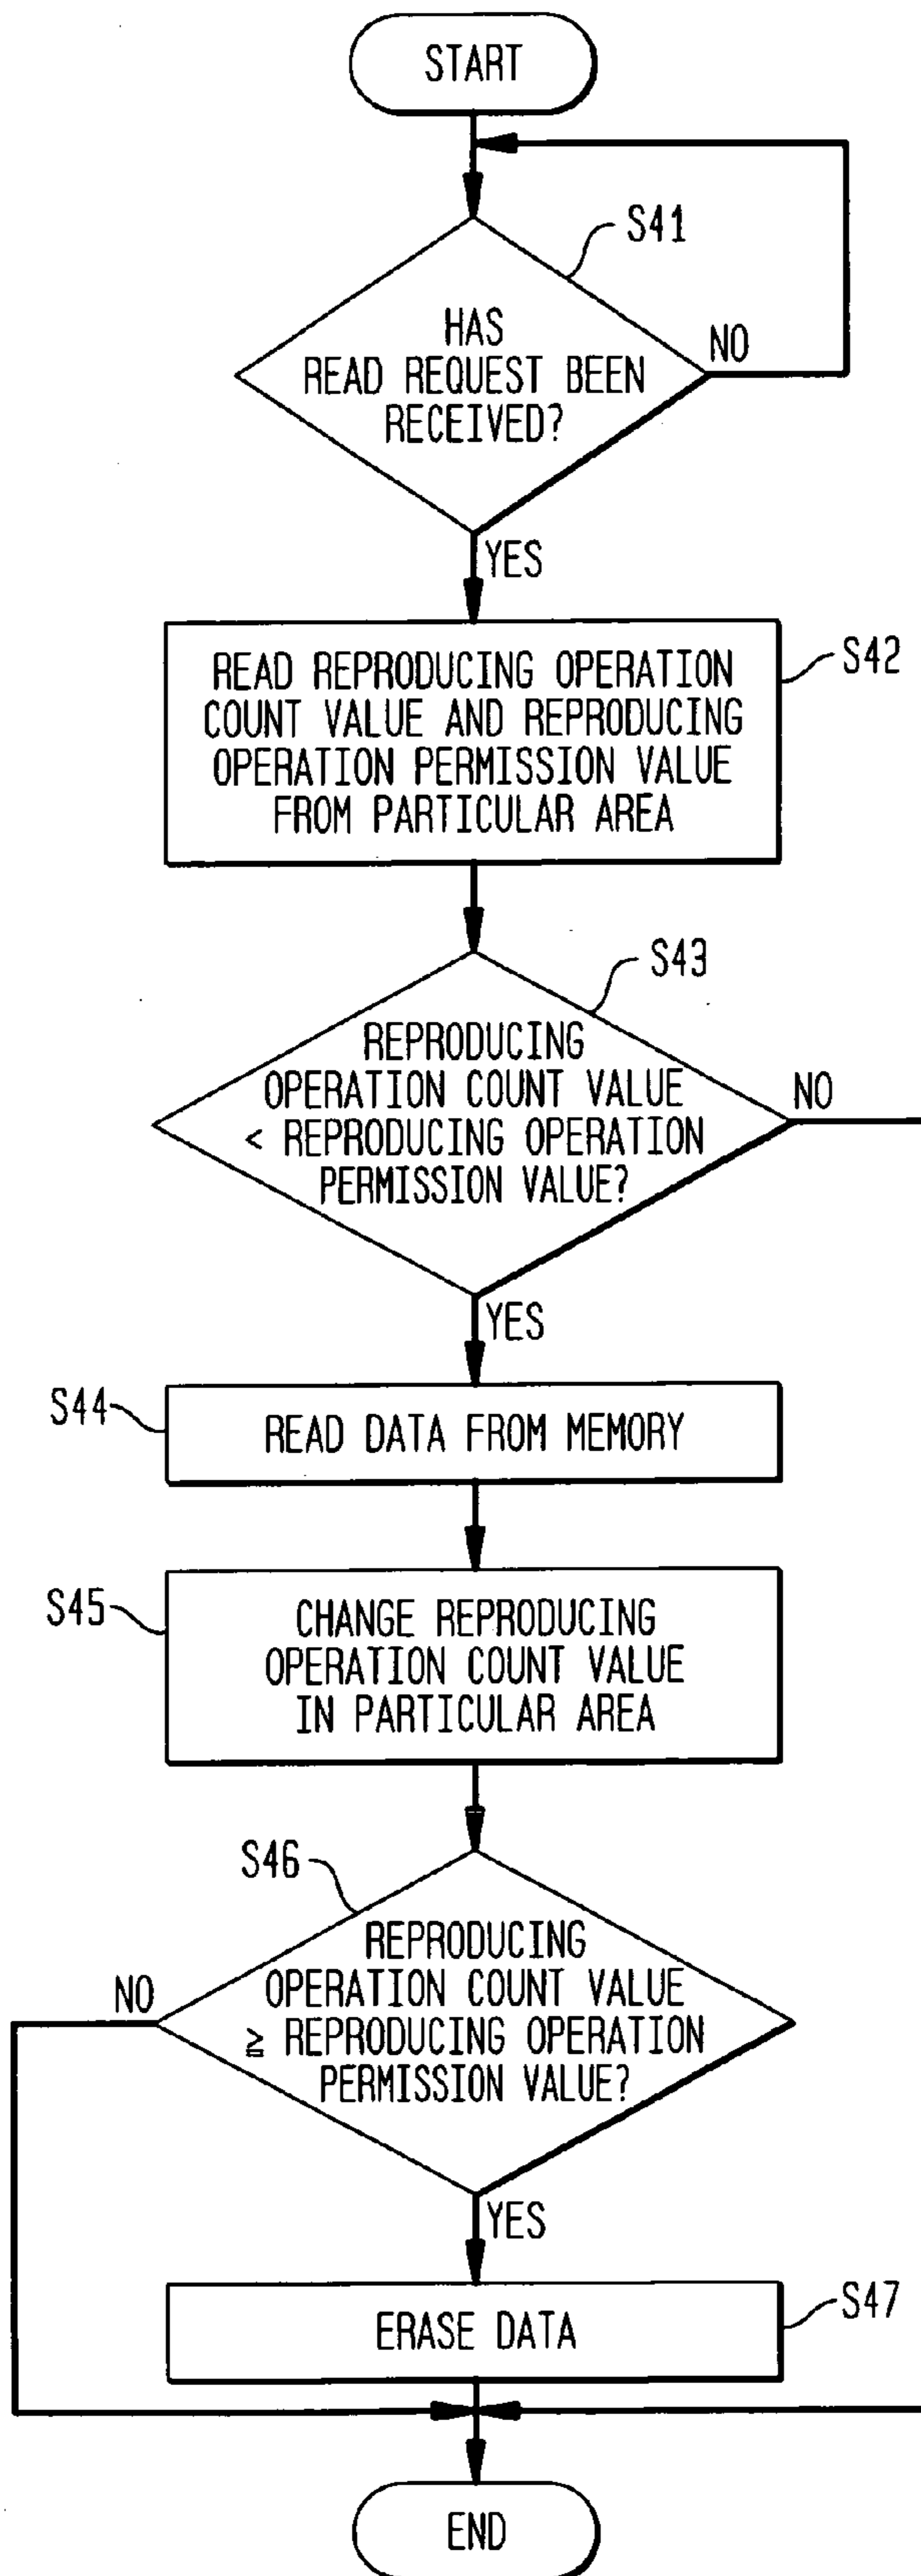 START
S41
HAS
READ REQUEST BEEN
RECEIVED?
NO
YES
S42
READ REPRODUCING OPERATION
COUNT VALUE AND REPRODUCING
OPERATION PERMISSION VALUE
FROM PARTICULAR AREA
S43
REPRODUCING
OPERATION COUNT VALUE
< REPRODUCING OPERATION
PERMISSION VALUE?
NO
YES
S44
READ DATA FROM MEMORY
S45
CHANGE REPRODUCING
OPERATION COUNT VALUE
IN PARTICULAR AREA
S46
REPRODUCING
OPERATION COUNT VALUE
≧ REPRODUCING OPERATION
PERMISSION VALUE?
NO
YES
S47
ERASE DATA
END